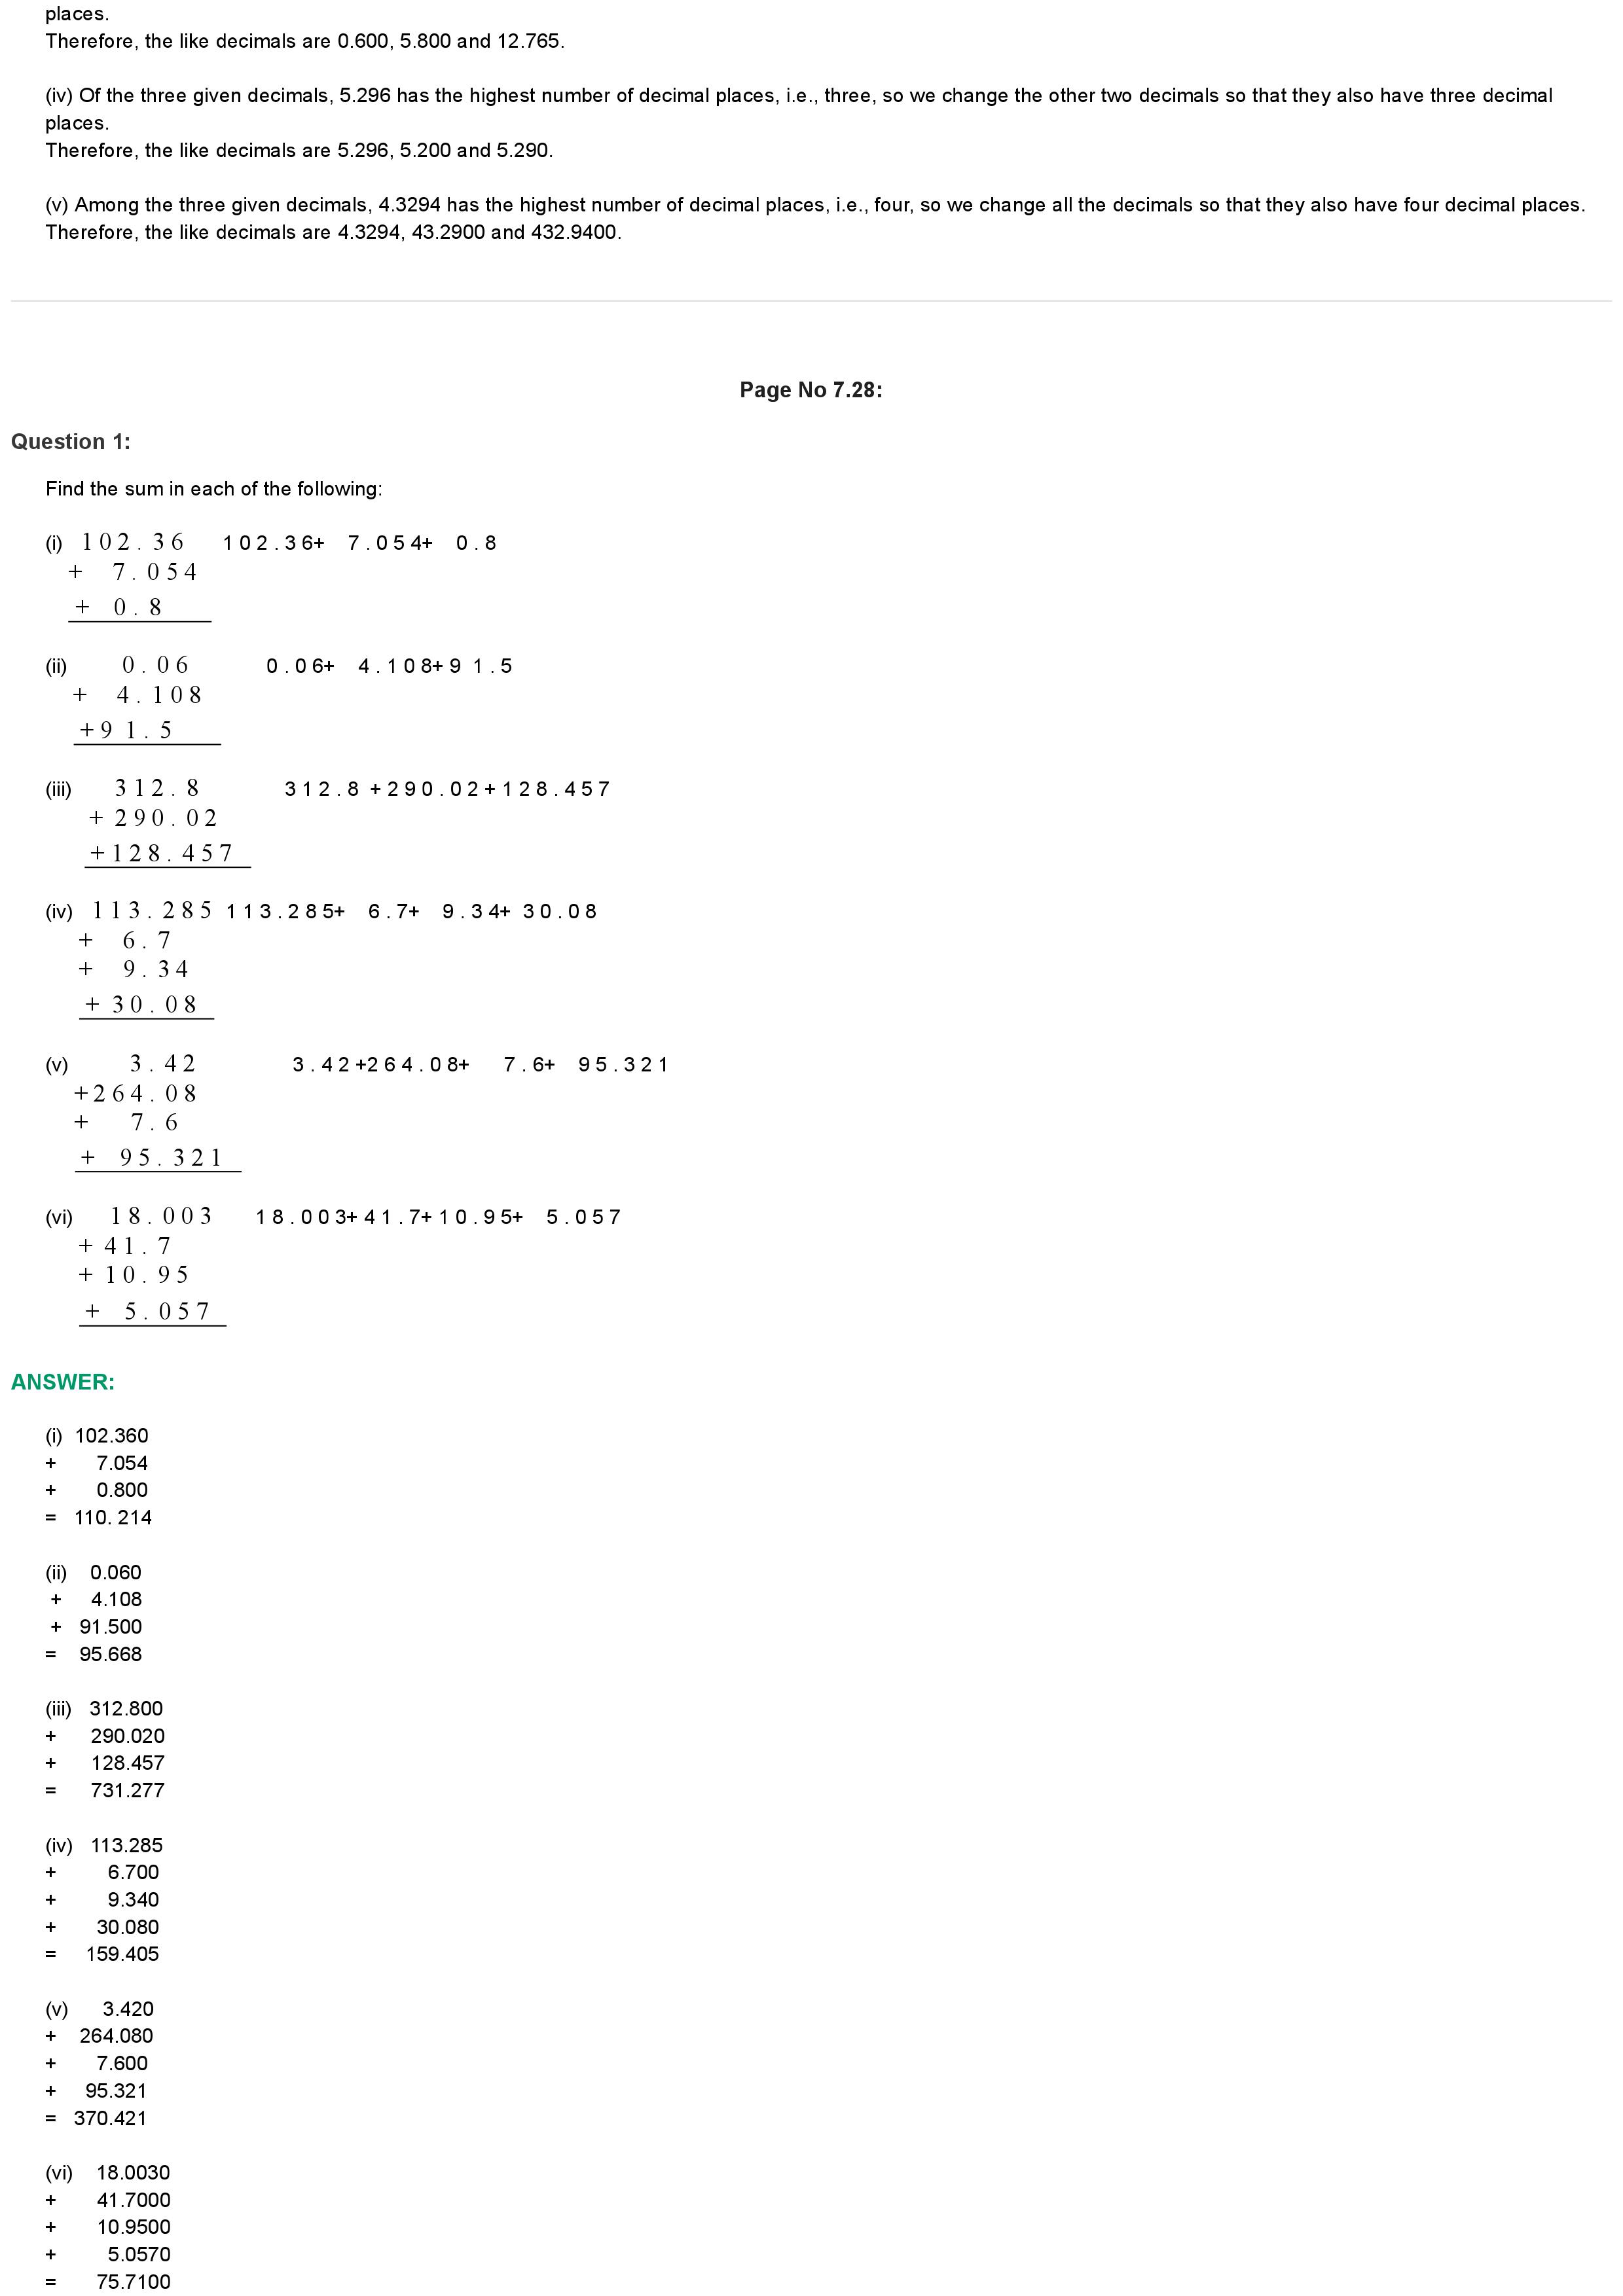 places.
Therefore, the like decimals are 0.600, 5.800 and 12.765.
(iv) Of the three given decimals, 5.296 has the highest number of decimal places, i.e., three, so we change the other two decimals so that they also have three decimal
places.
Therefore, the like decimals are 5.296, 5.200 and 5.290.
(v) Among the three given decimals, 4.3294 has the highest number of decimal places, i.e., four, so we change all the decimals so that they also have four decimal places.
Therefore, the like decimals are 4.3294, 43.2900 and 432.9400.
Page No 7.28:
Question 1:
Find the sum in each of the following:
(i) 102.36 102.36+ 7.054+ 0.8
+ 7.054
+ 0.8
(ii) 0.06 0.06+ 4.108+91.5
+ 4.108
+91.5
(iii) 312.8 312.8 +290.02+128.457
+ 290.02
+128.457
(iv) 113.285 113.285+ 6.7+ 9.34+ 30.08
+ 6.7
+ 9.34
+ 30.08
(v) 3.42 3.42+264.08+ 7.6+ 95.321
+264.08
+ 7.6
+ 95.321
(vi) 18.003 18.003+41.7+10.95+ 5.057
+ 41.7
+ 10.95
+ 5.057
ANSWER:
(i) 102.360
+ 7.054
+ 0.800
= 110. 214
(ii) 0.060
+ 4.108
+ 91.500
= 95.668
(iii) 312.800
+ 290.020
+ 128.457
= 731.277
(iv) 113.285
+ 6.700
+ 9.340
+ 30.080
= 159.405
(v) 3.420
+ 264.080
+ 7.600
+ 95.321
= 370.421
(vi) 18.0030
+ 41.7000
+ 10.9500
+ 5.0570
= 75.7100